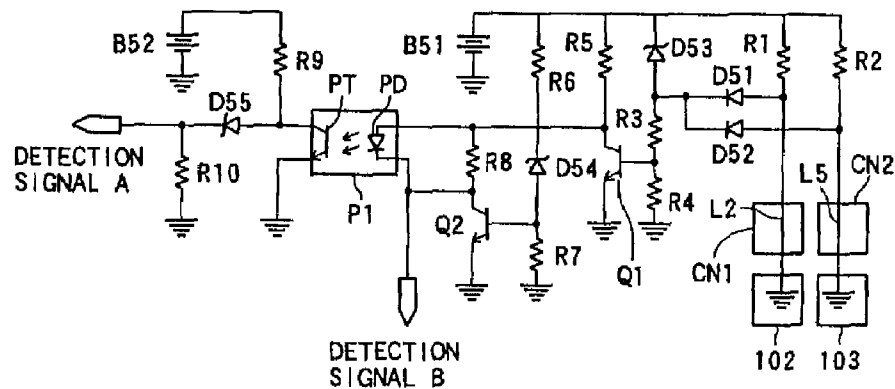 B52
R9
B51
R5
R6
D53
R1
R2
D55
PT
PD
D51
R3
D52
DETECTION
SIGNAL A
R10
P1
R8
D54
R4
L2
L5
CN2
Q2
R7
Q1
CN1
DETECTION
SIGNAL B
102
103